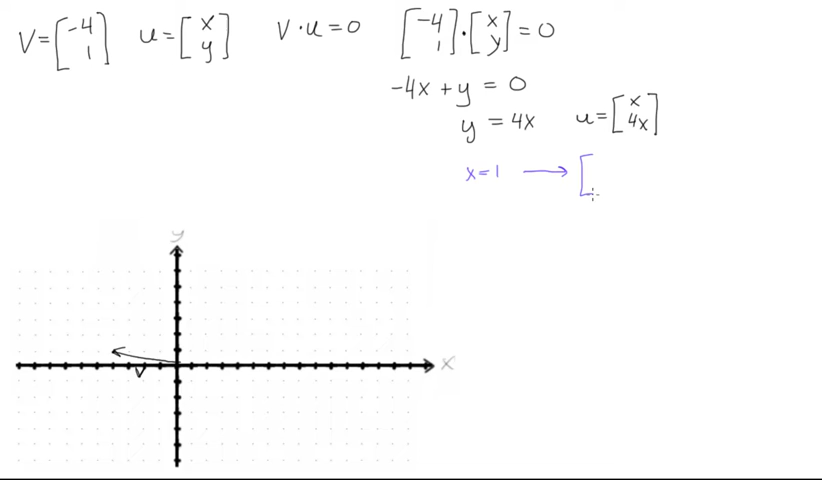 V = [-4 1] u = [x y] V · u = 0 [-4 1] · [x y] = 0
-4x + y = 0
y = 4x u = [x 4x]
x = 1 → [
y
x
V